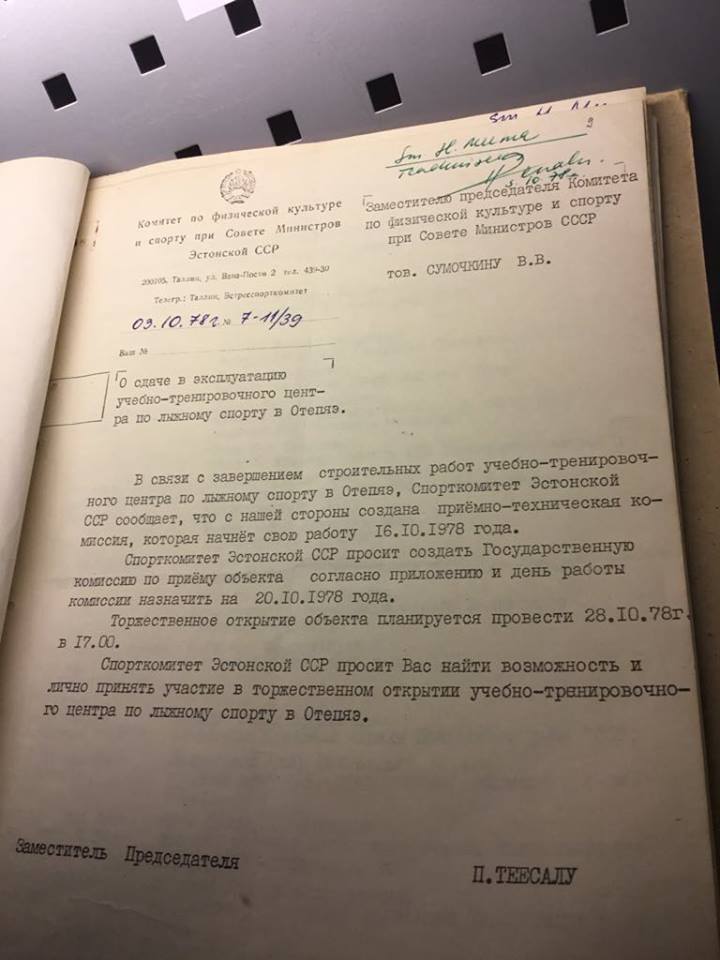 2
Комитет по физической культуре
и спорту при Совете Министров
Эстонской ССР
200105, Таллин, ул. Вана-Пости 2 тел. 439-39
Телегр.: Таллин, Эстресспорткомитет
09.10.78г. № 7-11/39
Ваш №
О сдаче в эксплуатацию
учебно-тренировочного цент-
ра по лыжному спорту в Отепяэ.
Заместителю председателя Комитета
по физической культуре и спорту
при Совете Министров СССР
тов. СУМОЧКИНУ В.В.
В связи с завершением строительных работ учебно-тренировоч-
ного центра по лыжному спорту в Отепяэ, Спорткомитет Эстонской
ССР сообщает, что с нашей стороны создана приёмно-техническая ко-
миссия, которая начнёт свою работу 16.10.1978 года.
Спорткомитет Эстонской ССР просит создать Государственную
комиссию по приёму объекта согласно приложению и день работы
комиссии назначить на 20.10.1978 года.
Торжественное открытие объекта планируется провести 28.10.78г.
в 17.00.
Спорткомитет Эстонской ССР просит Вас найти возможность и
лично принять участие в торжественном открытии учебно-тренировочно-
го центра по лыжному спорту в Отепяэ.
Заместитель Председателя
П.ТЕЕСАЛУ